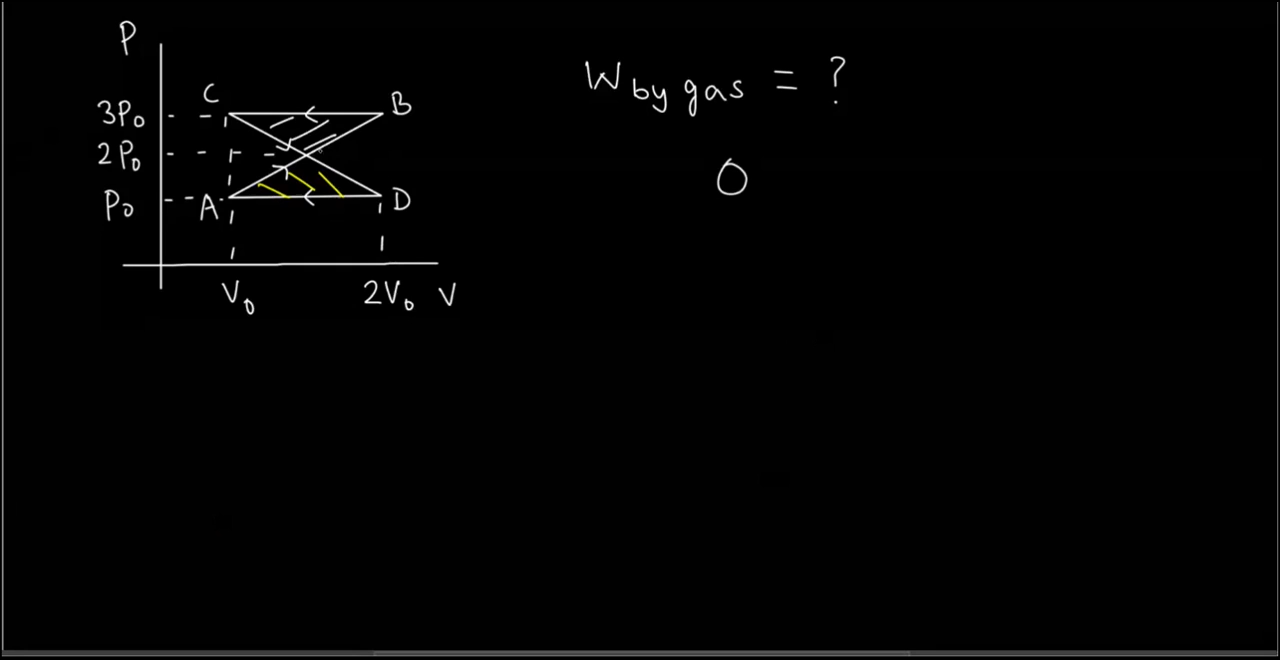 P
C
B
3P₀
2P₀
P₀
A
D
V₀
2V₀
V
W by gas = ?
0